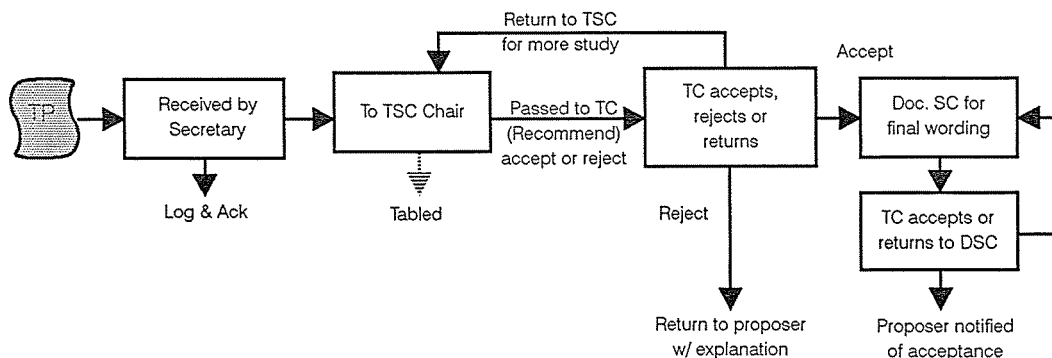 Return to TSC
for more study
Accept
TP
Received by
Secretary
To TSC Chair
Passed to TC
(Recommend)
accept or reject
TC accepts,
rejects or
returns
Doc. SC for
final wording
Log & Ack
Tabled
Reject
TC accepts or
returns to DSC
Return to proposer
w/ explanation
Proposer notified
of acceptance